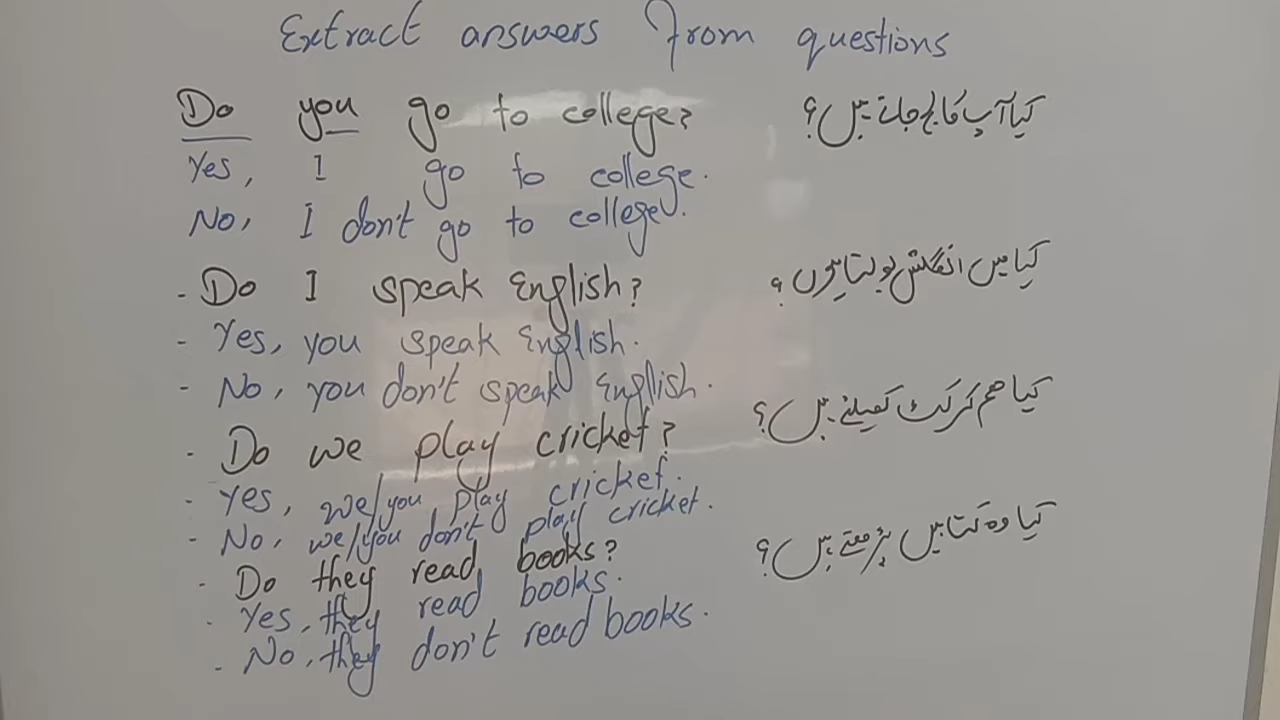 Extract answers from questions
Do you go to college? کیا آپ کالج جاتے ہیں؟
Yes, I go to college.
No, I don't go to college.
- Do I speak English? کیا میں انگلش بولتا ہوں؟
- Yes, you speak English.
- No, you don't speak English.
- Do we play cricket? کیا ھم کرکٹ کھیلتے ہیں؟
- Yes, we/you play cricket.
- No, we/you don't play cricket.
- Do they read books? کیا وہ کتابیں پڑھتے ہیں؟
- Yes, they read books.
- No, they don't read books.